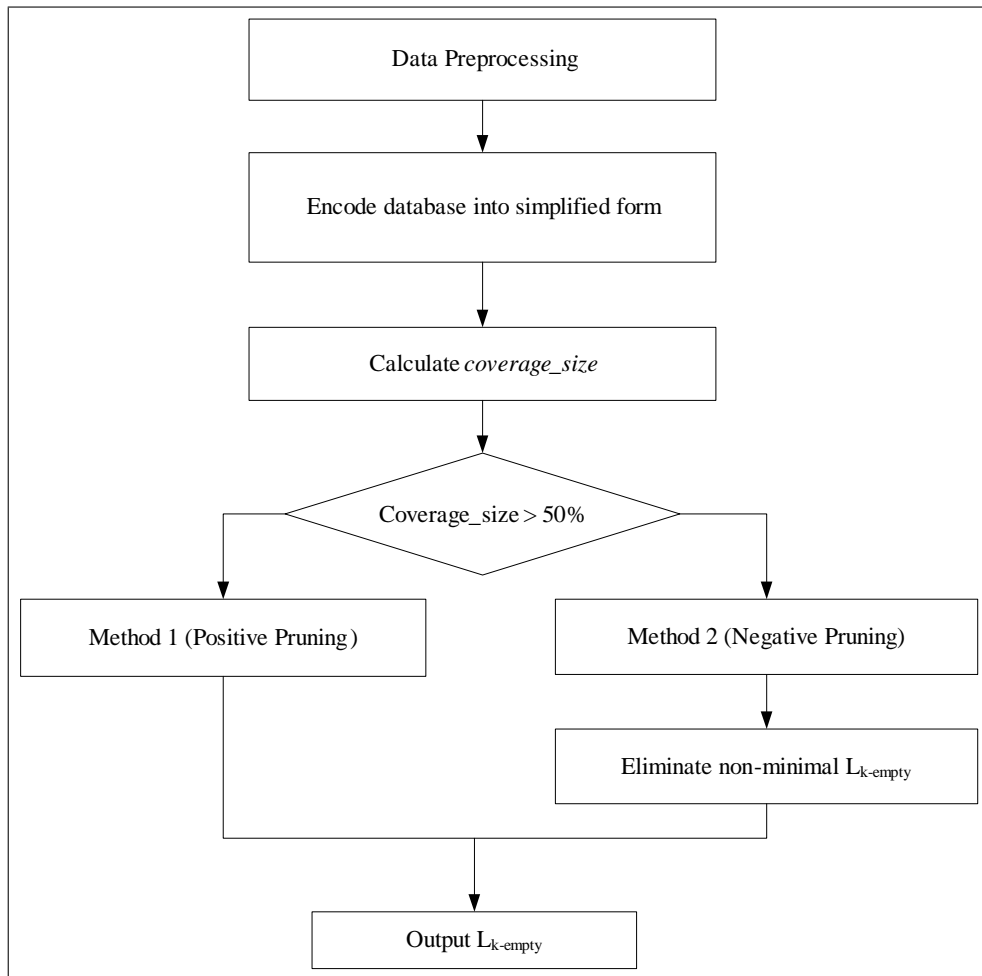 Data Preprocessing
Encode database into simplified form
Calculate coverage_size
Coverage_size > 50%
Method 1 (Positive Pruning)
Method 2 (Negative Pruning)
Eliminate non-minimal Lk-empty
Output Lk-empty